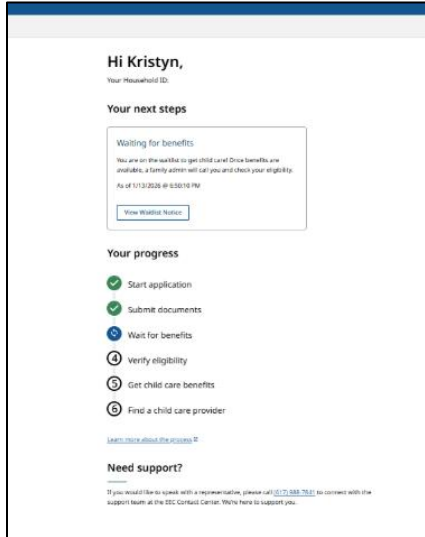 Hi Kristyn,
Your Household ID:
Your next steps
Waiting for benefits
You are on the waitlist to get child care! Once benefits are
available, a family admin will call you and check your eligibility.
As of 1/13/2026 @ 6:50:10 PM
View Waitlist Notice
Your progress
Start application
Submit documents
Wait for benefits
4 Verify eligibility
5 Get child care benefits
6 Find a child care provider
Learn more about the process
Need support?
If you would like to speak with a representative, please call (617) 988-7841 to connect with the
support team at the EEC Contact Center. We're here to support you.